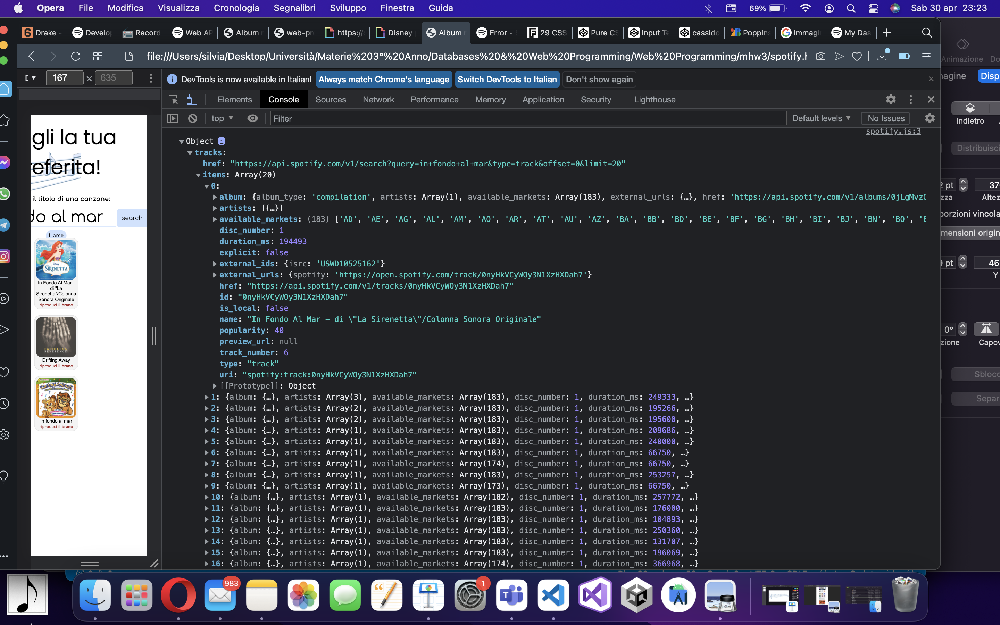 Opera File Modifica Visualizza Cronologia Segnalibri Sviluppo Finestra Guida 69% Sab 30 apr 23:23
Drake - Develo Record Web AP Album web-pr https:// Disney Album Error - 29 CSS Pure CS Input Te cassido Poppins immagi My Das
file:///Users/silvia/Desktop/Università/Materie%203°%20Anno/Databases%20&%20Web%20Programming/Web%20Programming/mhw3/spotify.h
Animazione Do
167 × 635
DevTools is now available in Italian! Always match Chrome's language Switch DevTools to Italian Don't show again
magine Disp
Elements Console Sources Network Performance Memory Application Security Lighthouse
top Filter Default levels No Issues
Indietro
spotify.js:3
Distribuisci
gli la tua
eferita!
il titolo di una canzone:
do al mar search
Home
In Fondo Al Mar -
di "La
Sirenetta"/Colonna
Sonora Originale
riproduci il brano
FAITHLESS
REVERENCE
Drifting Away
riproduci il brano
Cartoni Animati
In fondo al mar
riproduci il brano
Disney
SIRENETTA
Object i
tracks:
href: "https://api.spotify.com/v1/search?query=in+fondo+al+mar&type=track&offset=0&limit=20"
items: Array(20)
0:
album: {album_type: 'compilation', artists: Array(1), available_markets: Array(183), external_urls: {…}, href: 'https://api.spotify.com/v1/albums/0jLgMvz
artists: [{…}]
available_markets: (183) ['AD', 'AE', 'AG', 'AL', 'AM', 'AO', 'AR', 'AT', 'AU', 'AZ', 'BA', 'BB', 'BD', 'BE', 'BF', 'BG', 'BH', 'BI', 'BJ', 'BN', 'BO', '
disc_number: 1
duration_ms: 194493
explicit: false
external_ids: {isrc: 'USWD10525162'}
external_urls: {spotify: 'https://open.spotify.com/track/0nyHkVCyWOy3N1XzHXDah7'}
href: "https://api.spotify.com/v1/tracks/0nyHkVCyWOy3N1XzHXDah7"
id: "0nyHkVCyWOy3N1XzHXDah7"
is_local: false
name: "In Fondo Al Mar - di \"La Sirenetta\"/Colonna Sonora Originale"
popularity: 40
preview_url: null
track_number: 6
type: "track"
uri: "spotify:track:0nyHkVCyWOy3N1XzHXDah7"
[[Prototype]]: Object
1: {album: {…}, artists: Array(3), available_markets: Array(183), disc_number: 1, duration_ms: 249333, …}
2: {album: {…}, artists: Array(2), available_markets: Array(183), disc_number: 1, duration_ms: 195266, …}
3: {album: {…}, artists: Array(2), available_markets: Array(183), disc_number: 1, duration_ms: 195600, …}
4: {album: {…}, artists: Array(1), available_markets: Array(183), disc_number: 1, duration_ms: 209686, …}
5: {album: {…}, artists: Array(1), available_markets: Array(183), disc_number: 1, duration_ms: 240000, …}
6: {album: {…}, artists: Array(1), available_markets: Array(183), disc_number: 1, duration_ms: 66750, …}
7: {album: {…}, artists: Array(1), available_markets: Array(174), disc_number: 1, duration_ms: 66750, …}
8: {album: {…}, artists: Array(1), available_markets: Array(183), disc_number: 1, duration_ms: 253257, …}
9: {album: {…}, artists: Array(1), available_markets: Array(173), disc_number: 1, duration_ms: 66750, …}
10: {album: {…}, artists: Array(1), available_markets: Array(182), disc_number: 1, duration_ms: 257772, …}
11: {album: {…}, artists: Array(1), available_markets: Array(183), disc_number: 1, duration_ms: 176000, …}
12: {album: {…}, artists: Array(1), available_markets: Array(183), disc_number: 1, duration_ms: 104893, …}
13: {album: {…}, artists: Array(1), available_markets: Array(183), disc_number: 1, duration_ms: 250360, …}
14: {album: {…}, artists: Array(1), available_markets: Array(183), disc_number: 1, duration_ms: 131707, …}
15: {album: {…}, artists: Array(1), available_markets: Array(183), disc_number: 1, duration_ms: 196069, …}
16: {album: {…}, artists: Array(1), available_markets: Array(174), disc_number: 1, duration_ms: 366968, …}
2 pt 37
zza Altez
porzioni vincola
mensioni origin
pt 46
Y
0°
zione Capov
Sblocc
Separ
983
1